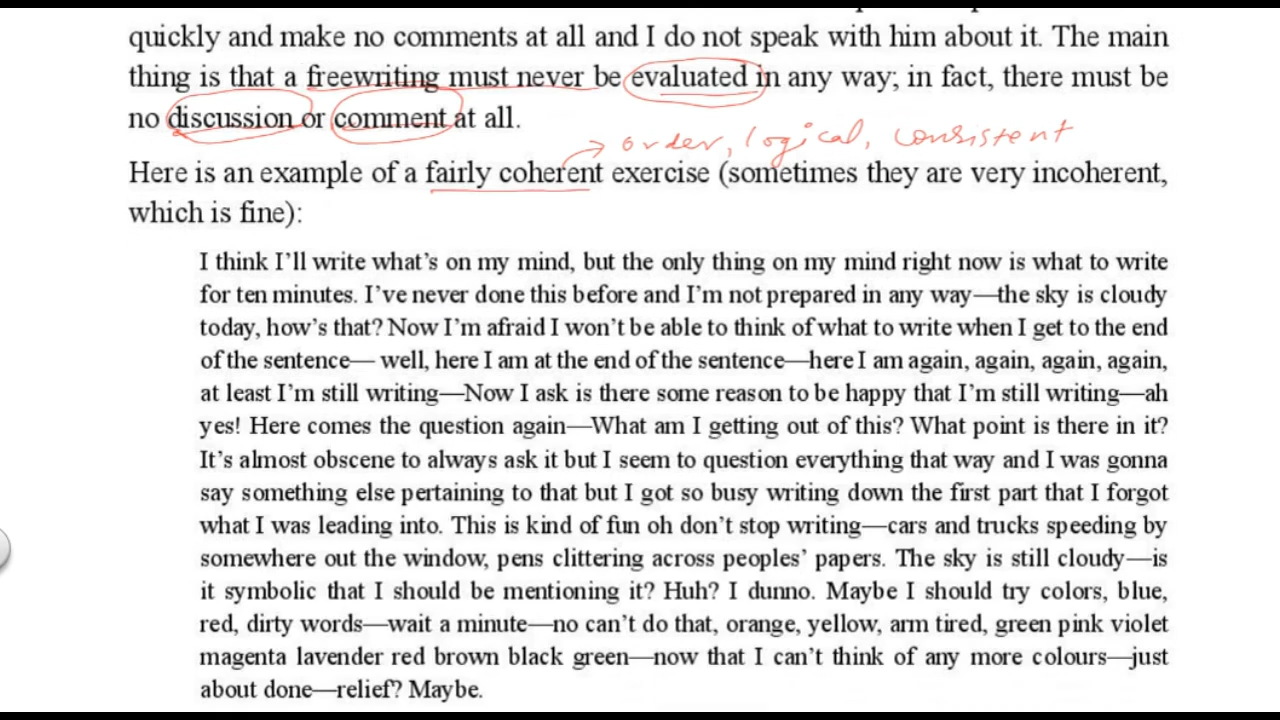 quickly and make no comments at all and I do not speak with him about it. The main
thing is that a freewriting must never be evaluated in any way; in fact, there must be
no discussion or comment at all.
order, logical, consistent
Here is an example of a fairly coherent exercise (sometimes they are very incoherent,
which is fine):
I think I'll write what's on my mind, but the only thing on my mind right now is what to write
for ten minutes. I've never done this before and I'm not prepared in any way—the sky is cloudy
today, how's that? Now I'm afraid I won't be able to think of what to write when I get to the end
of the sentence— well, here I am at the end of the sentence—here I am again, again, again, again,
at least I'm still writing—Now I ask is there some reason to be happy that I'm still writing—ah
yes! Here comes the question again—What am I getting out of this? What point is there in it?
It's almost obscene to always ask it but I seem to question everything that way and I was gonna
say something else pertaining to that but I got so busy writing down the first part that I forgot
what I was leading into. This is kind of fun oh don't stop writing—cars and trucks speeding by
somewhere out the window, pens clittering across peoples' papers. The sky is still cloudy—is
it symbolic that I should be mentioning it? Huh? I dunno. Maybe I should try colors, blue,
red, dirty words—wait a minute—no can't do that, orange, yellow, arm tired, green pink violet
magenta lavender red brown black green—now that I can't think of any more colours—just
about done—relief? Maybe.